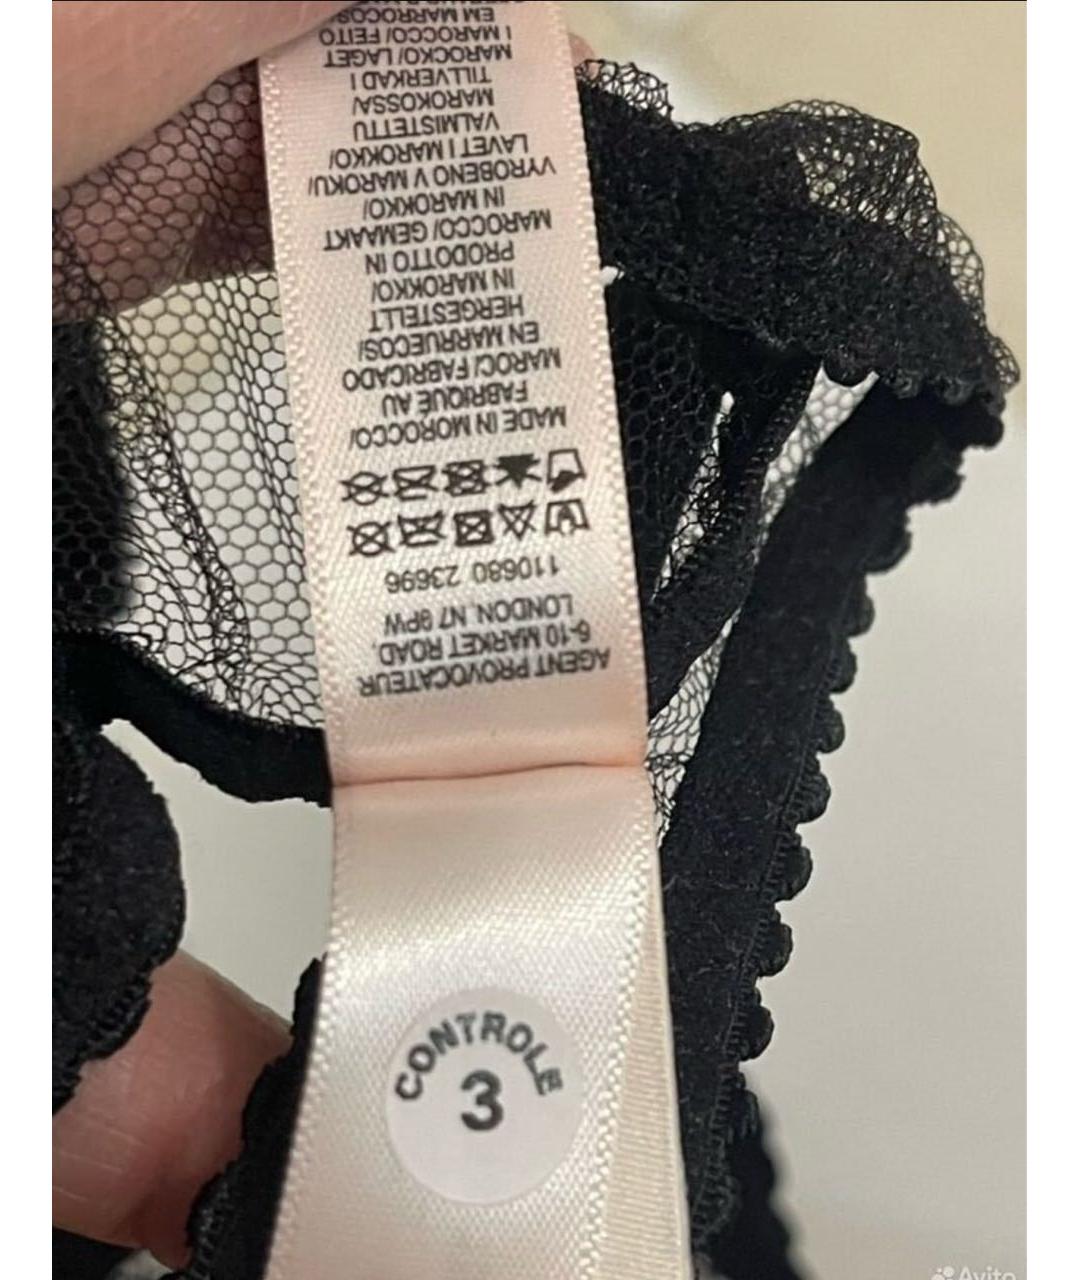 AGENT PROVOCATEUR
6-10 MARKET ROAD,
LONDON, N7 9PW
110680 23696
MADE IN MOROCCO/
FABRIQUE AU
MAROC/ FABRICADO
EN MARRUECOS/
HERGESTELLT
IN MAROKKO/
PRODOTTO IN
MAROCCO/ GEMAAKT
IN MAROKKO/
VYROBENO V MAROKU/
LAVET I MAROKKO/
VALMISTETTU
MAROKOSSA/
TILLVERKAD I
MAROCKO/ LAGET
I MAROCCO/ FEITO
EM MARROCOS/
CONTROLE
3
Avito